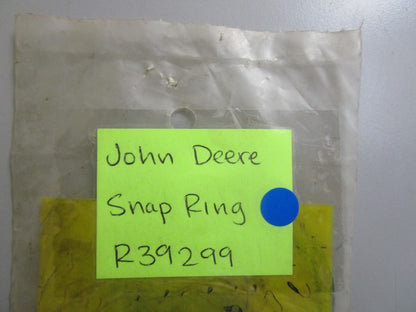 John Deere
Snap Ring
R39299